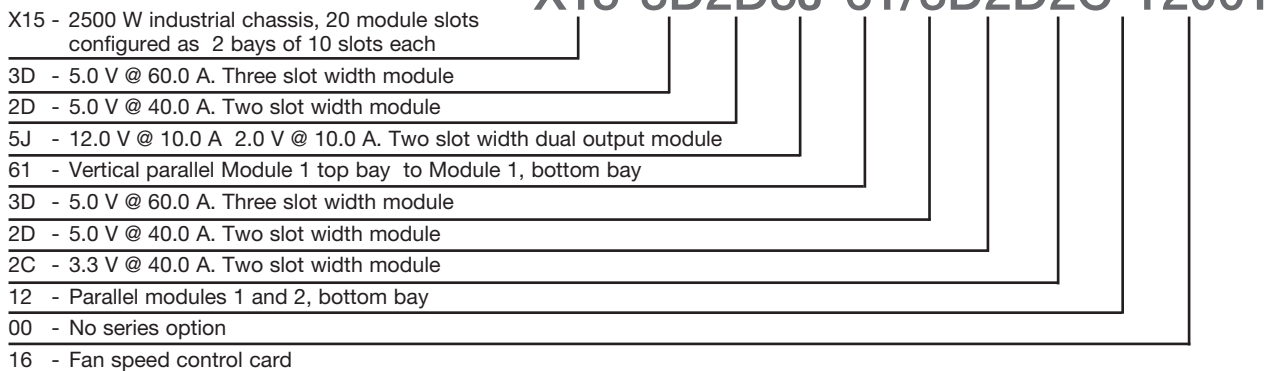 X15 - 2500 W industrial chassis, 20 module slots
configured as 2 bays of 10 slots each
3D - 5.0 V @ 60.0 A. Three slot width module
2D - 5.0 V @ 40.0 A. Two slot width module
5J - 12.0 V @ 10.0 A 2.0 V @ 10.0 A. Two slot width dual output module
61 - Vertical parallel Module 1 top bay to Module 1, bottom bay
3D - 5.0 V @ 60.0 A. Three slot width module
2D - 5.0 V @ 40.0 A. Two slot width module
2C - 3.3 V @ 40.0 A. Two slot width module
12 - Parallel modules 1 and 2, bottom bay
00 - No series option
16 - Fan speed control card